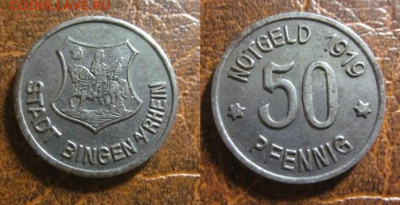 STADT BINGEN A/RHEIN
NOTGELD 1919
50
PFENNIG